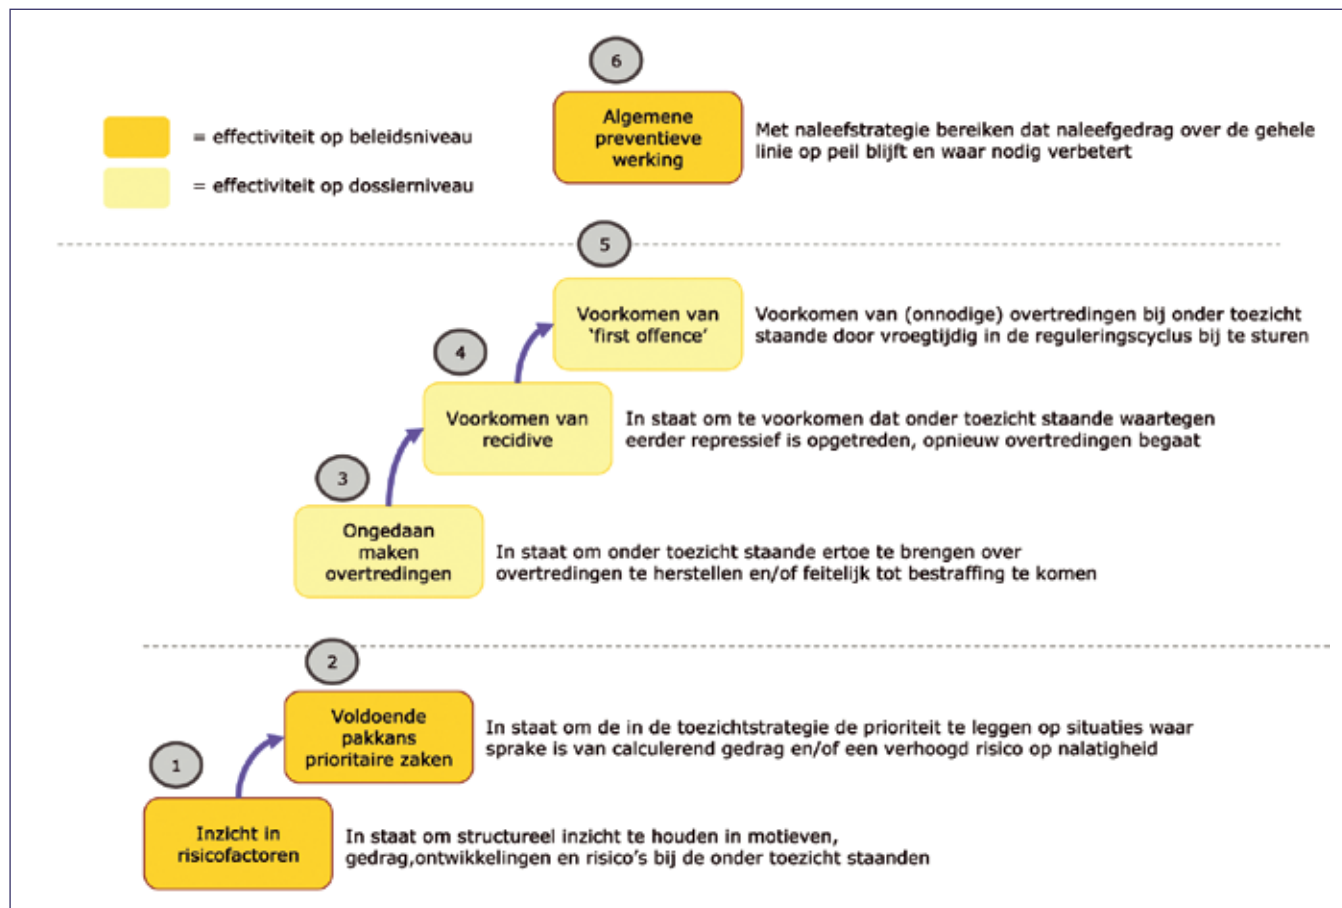 6
Algemene
preventieve
werking
Met naleefstrategie bereiken dat naleefgedrag over de gehele
linie op peil blijft en waar nodig verbetert
= effectiviteit op beleidsniveau
= effectiviteit op dossierniveau
5
Voorkomen van
‘first offence’
Voorkomen van (onnodige) overtredingen bij onder toezicht
staande door vroegtijdig in de reguleringscyclus bij te sturen
4
Voorkomen van
recidive
In staat om te voorkomen dat onder toezicht staande waartegen
eerder repressief is opgetreden, opnieuw overtredingen begaat
3
Ongedaan
maken
overtredingen
In staat om onder toezicht staande ertoe te brengen over
overtredingen te herstellen en/of feitelijk tot bestraffing te komen
2
Voldoende
pakkans
prioritaire zaken
In staat om de in de toezichtstrategie de prioriteit te leggen op situaties waar
sprake is van calculerend gedrag en/of een verhoogd risico op nalatigheid
1
Inzicht in
risicofactoren
In staat om structureel inzicht te houden in motieven,
gedrag,ontwikkelingen en risico’s bij de onder toezicht staanden